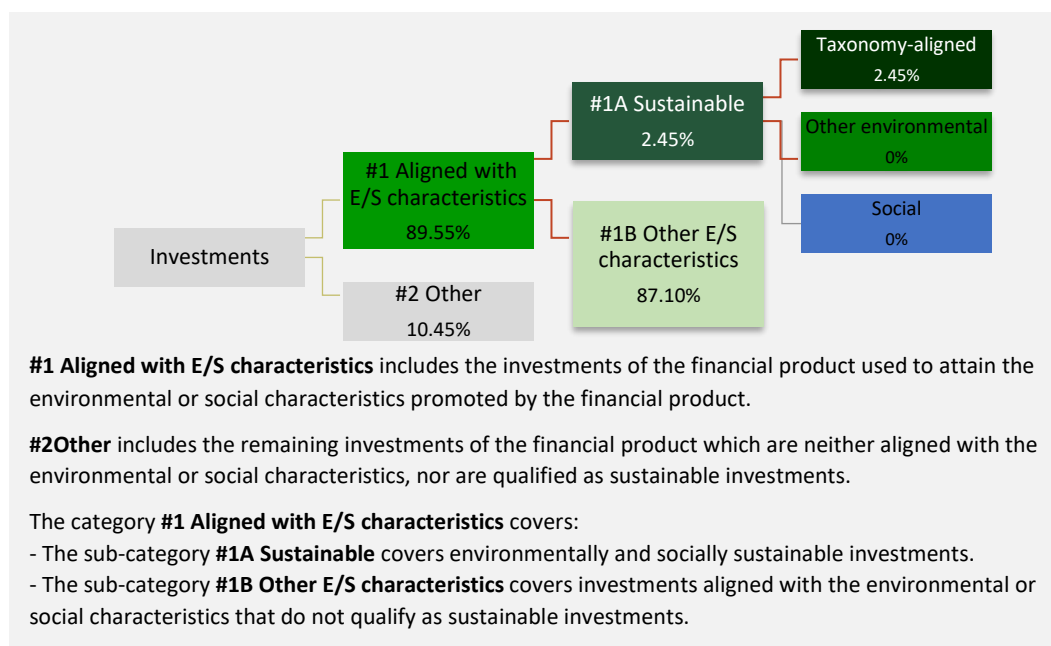 Taxonomy-aligned
2.45%
#1A Sustainable
2.45%
Other environmental
0%
#1 Aligned with
E/S characteristics
89.55%
Social
0%
#1B Other E/S
characteristics
87.10%
Investments
#2 Other
10.45%
#1 Aligned with E/S characteristics includes the investments of the financial product used to attain the
environmental or social characteristics promoted by the financial product.
#2Other includes the remaining investments of the financial product which are neither aligned with the
environmental or social characteristics, nor are qualified as sustainable investments.
The category #1 Aligned with E/S characteristics covers:
- The sub-category #1A Sustainable covers environmentally and socially sustainable investments.
- The sub-category #1B Other E/S characteristics covers investments aligned with the environmental or
social characteristics that do not qualify as sustainable investments.